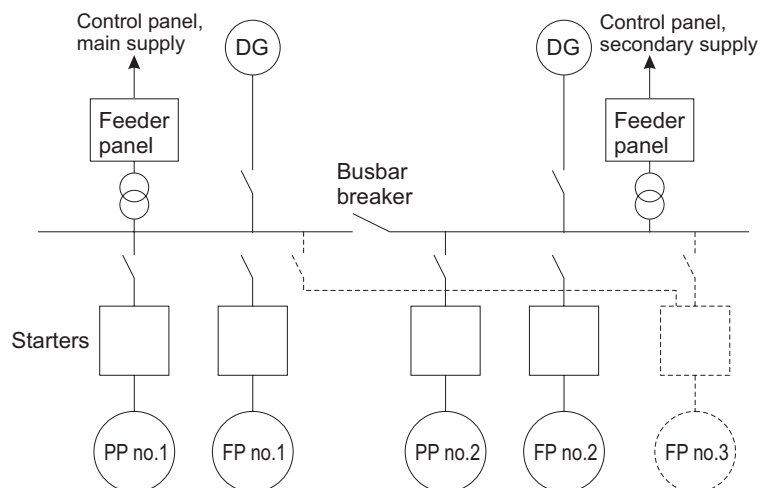 Control panel,
main supply
DG
DG
Control panel,
secondary supply
Feeder
panel
Feeder
panel
Busbar
breaker
Starters
PP no.1
FP no.1
PP no.2
FP no.2
FP no.3